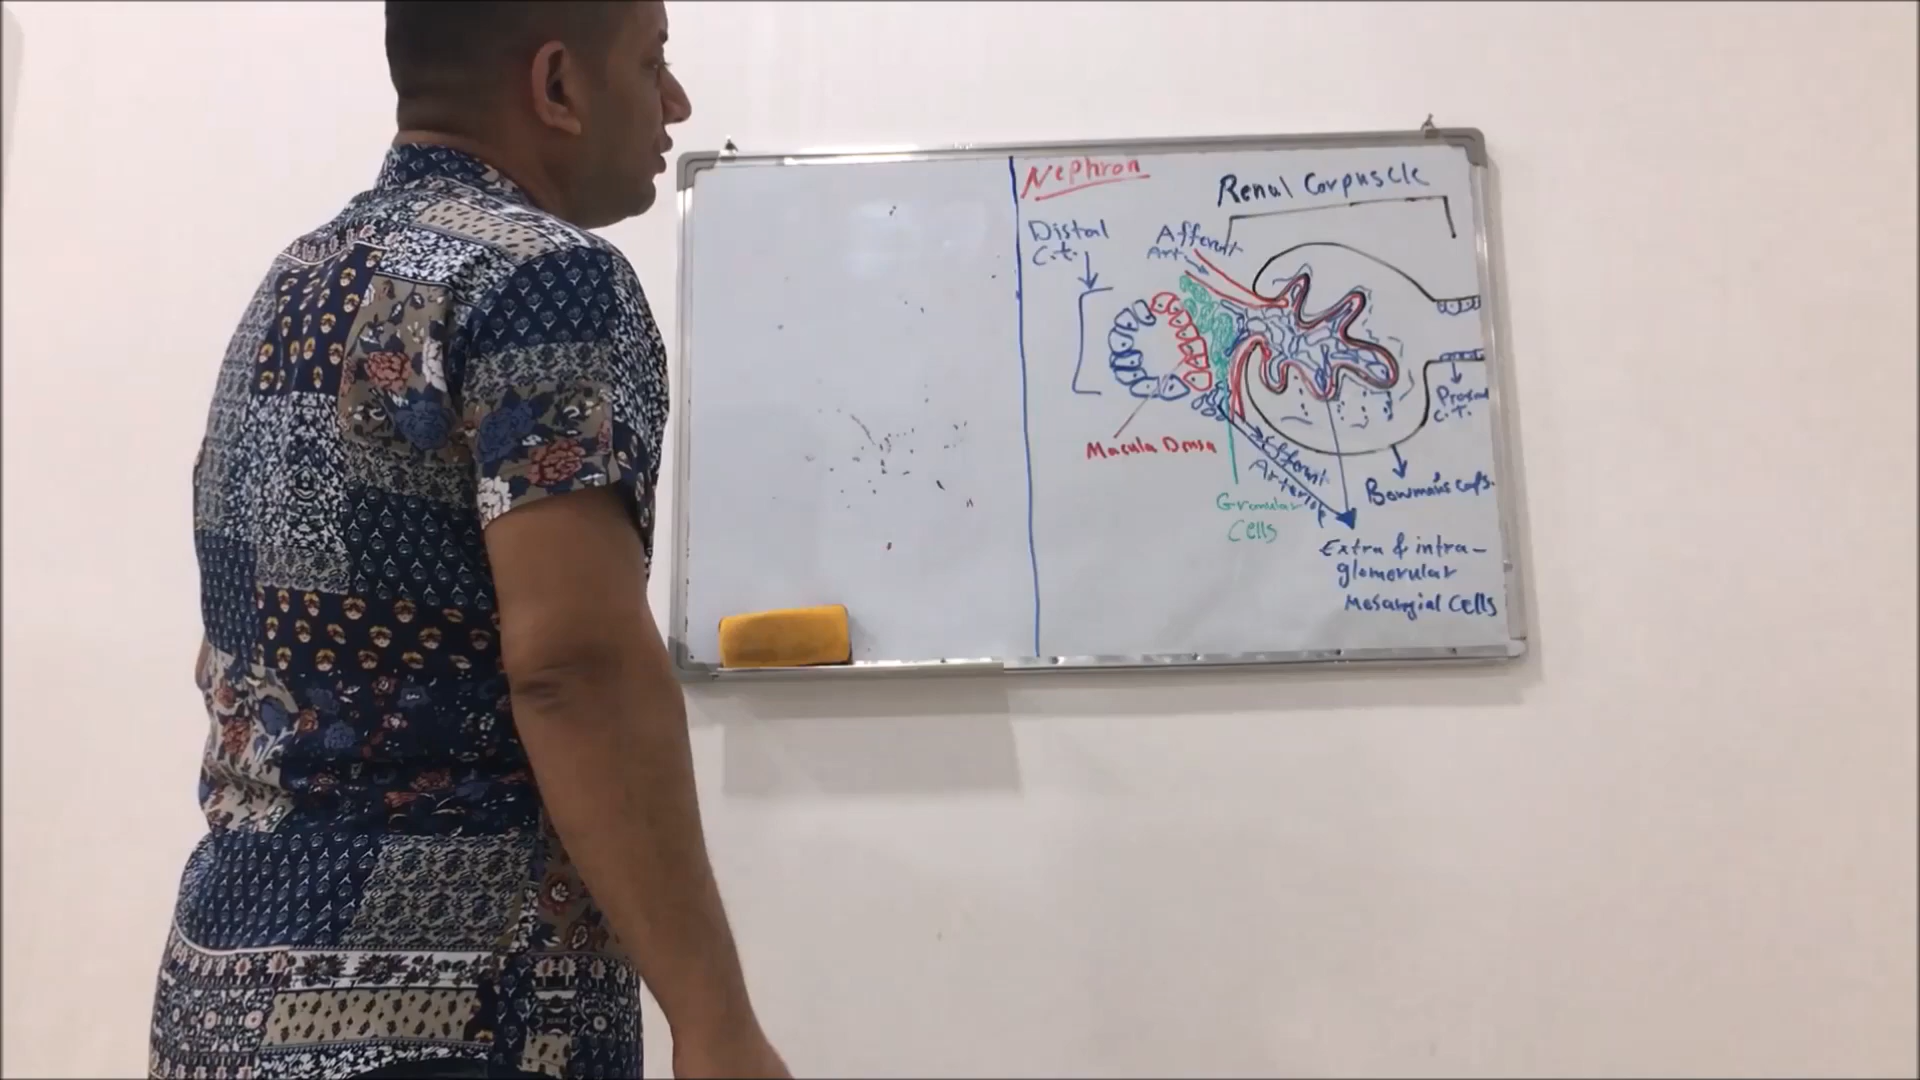 Nephron
Renal Corpuscle
Distal
C.t.
Afferent
Art.
Proximal
C.T.
Macula Densa
Efferent
Arteriole
Bowman's caps.
Granular
Cells
Extra & intra-
glomerular
Mesangial Cells